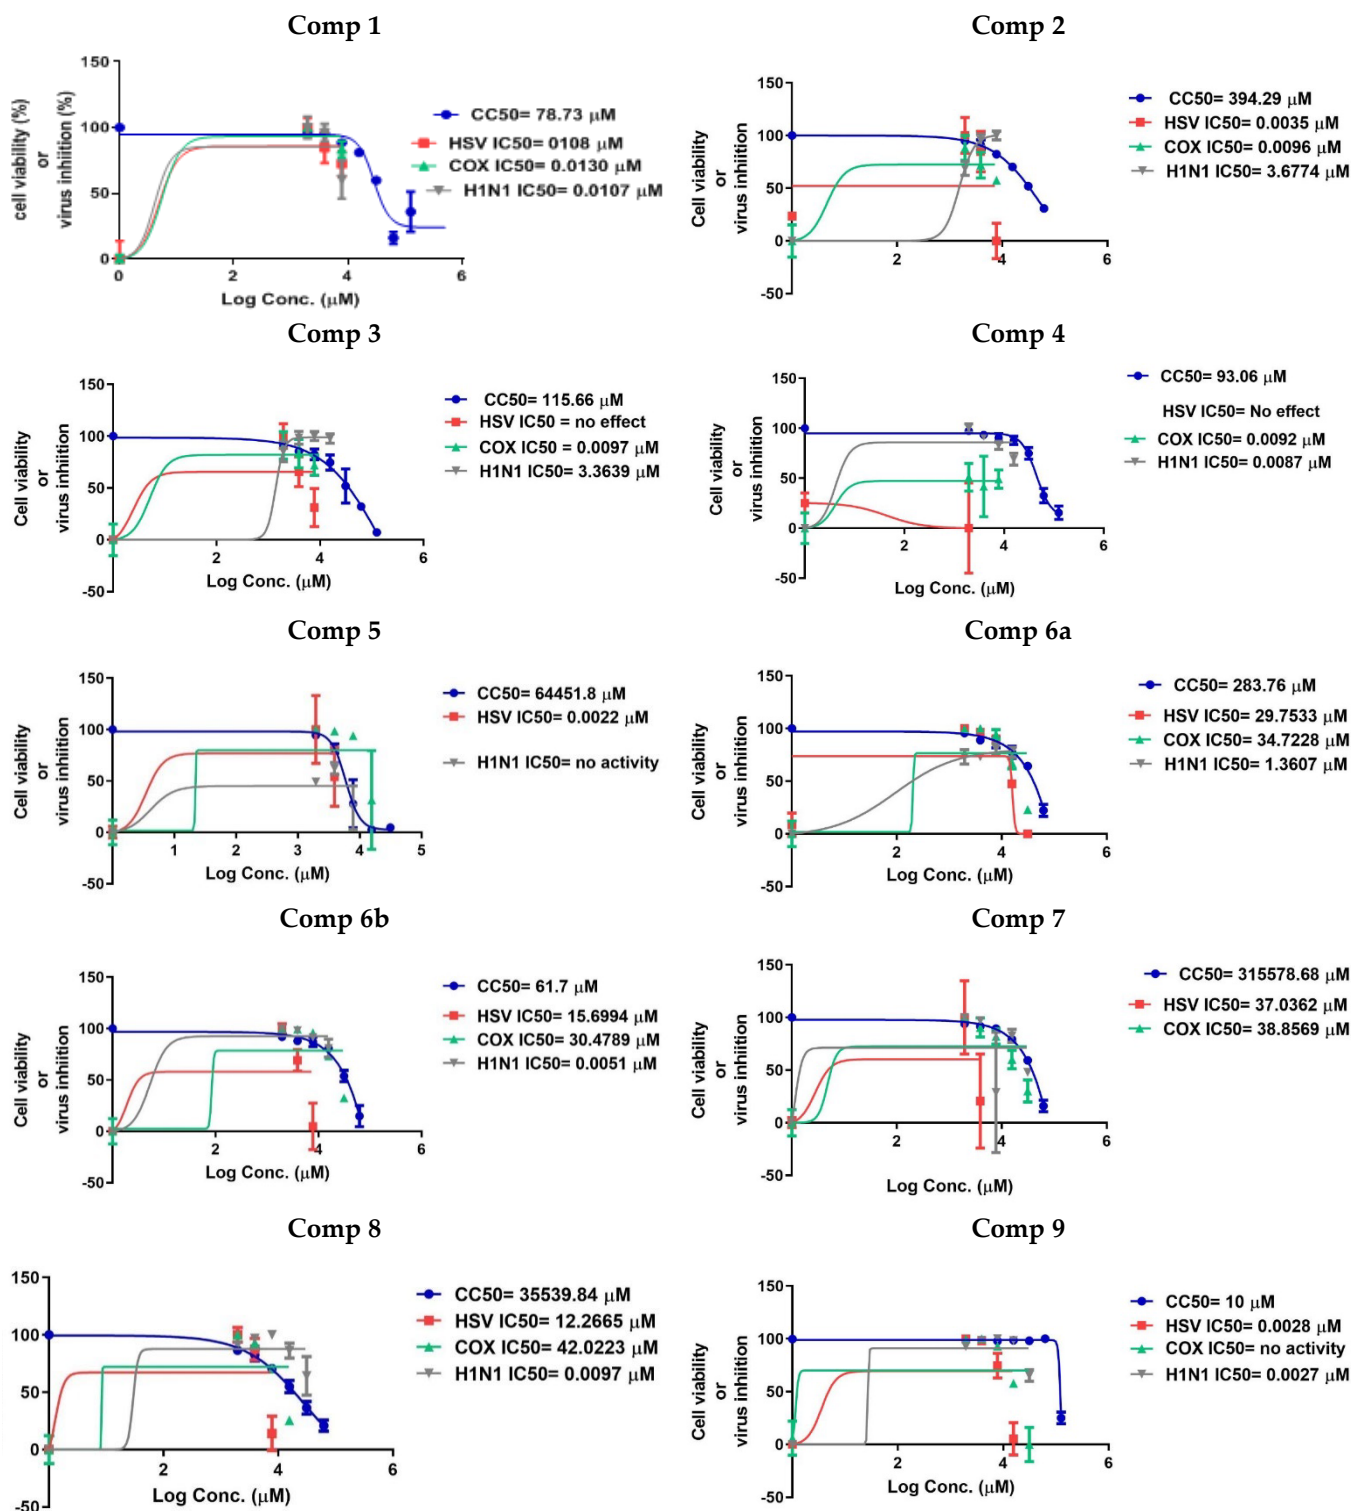 Comp 1
150
100
50
0
0
2
4
6
cell viability (%)
or
virus inhiition (%)
Log Conc. (µM)
CC50= 78.73 µM
HSV IC50= 0108 µM
COX IC50= 0.0130 µM
H1N1 IC50= 0.0107 µM
Comp 2
150
100
50
0
-50
2
4
6
Cell viability
or
virus inhiition
Log Conc. (µM)
CC50= 394.29 µM
HSV IC50= 0.0035 µM
COX IC50= 0.0096 µM
H1N1 IC50= 3.6774 µM
Comp 3
150
100
50
0
-50
2
4
6
Cell viability
or
virus inhiition
Log Conc. (µM)
CC50= 115.66 µM
HSV IC50 = no effect
COX IC50 = 0.0097 µM
H1N1 IC50= 3.3639 µM
Comp 4
150
100
50
0
-50
2
4
6
Cell viability
or
virus inhiition
Log Conc. (µM)
CC50= 93.06 µM
HSV IC50= No effect
COX IC50= 0.0092 µM
H1N1 IC50= 0.0087 µM
Comp 5
150
100
50
0
-50
1
2
3
4
5
Cell viability
or
virus inhiition
Log Conc. (µM)
CC50= 64451.8 µM
HSV IC50= 0.0022 µM
H1N1 IC50= no activity
Comp 6a
150
100
50
0
-50
2
4
6
Cell viability
or
virus inhiition
Log Conc. (µM)
CC50= 283.76 µM
HSV IC50= 29.7533 µM
COX IC50= 34.7228 µM
H1N1 IC50= 1.3607 µM
Comp 6b
150
100
50
0
-50
2
4
6
Cell viability
or
virus inhiition
Log Conc. (µM)
CC50= 61.7 µM
HSV IC50= 15.6994 µM
COX IC50= 30.4789 µM
H1N1 IC50= 0.0051 µM
Comp 7
150
100
50
0
-50
2
4
6
Cell viability
or
virus inhiition
Log Conc. (µM)
CC50= 315578.68 µM
HSV IC50= 37.0362 µM
COX IC50= 38.8569 µM
Comp 8
150
100
50
0
-50
2
4
6
Cell viability
or
virus inhiition
Log Conc. (µM)
CC50= 35539.84 µM
HSV IC50= 12.2665 µM
COX IC50= 42.0223 µM
H1N1 IC50= 0.0097 µM
Comp 9
150
100
50
0
-50
2
4
6
Cell viability
or
virus inhiition
Log Conc. (µM)
CC50= 10 µM
HSV IC50= 0.0028 µM
COX IC50= no activity
H1N1 IC50= 0.0027 µM